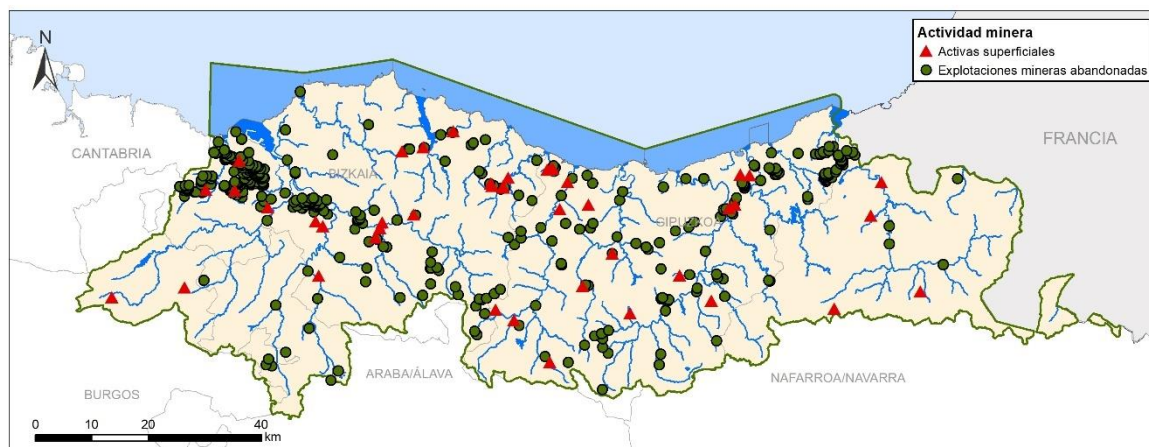 N
Actividad minera
Activas superficiales
Explotaciones mineras abandonadas
FRANCIA
CANTABRIA
BIZKAIA
GIPUZKOA
ARABA/ÁLAVA
NAFARROA/NAVARRA
BURGOS
0 10 20 30 40
km